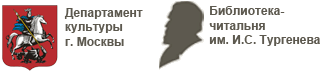 Департамент
культуры
г. Москвы
Библиотека-
читальня
им. И.С. Тургенева